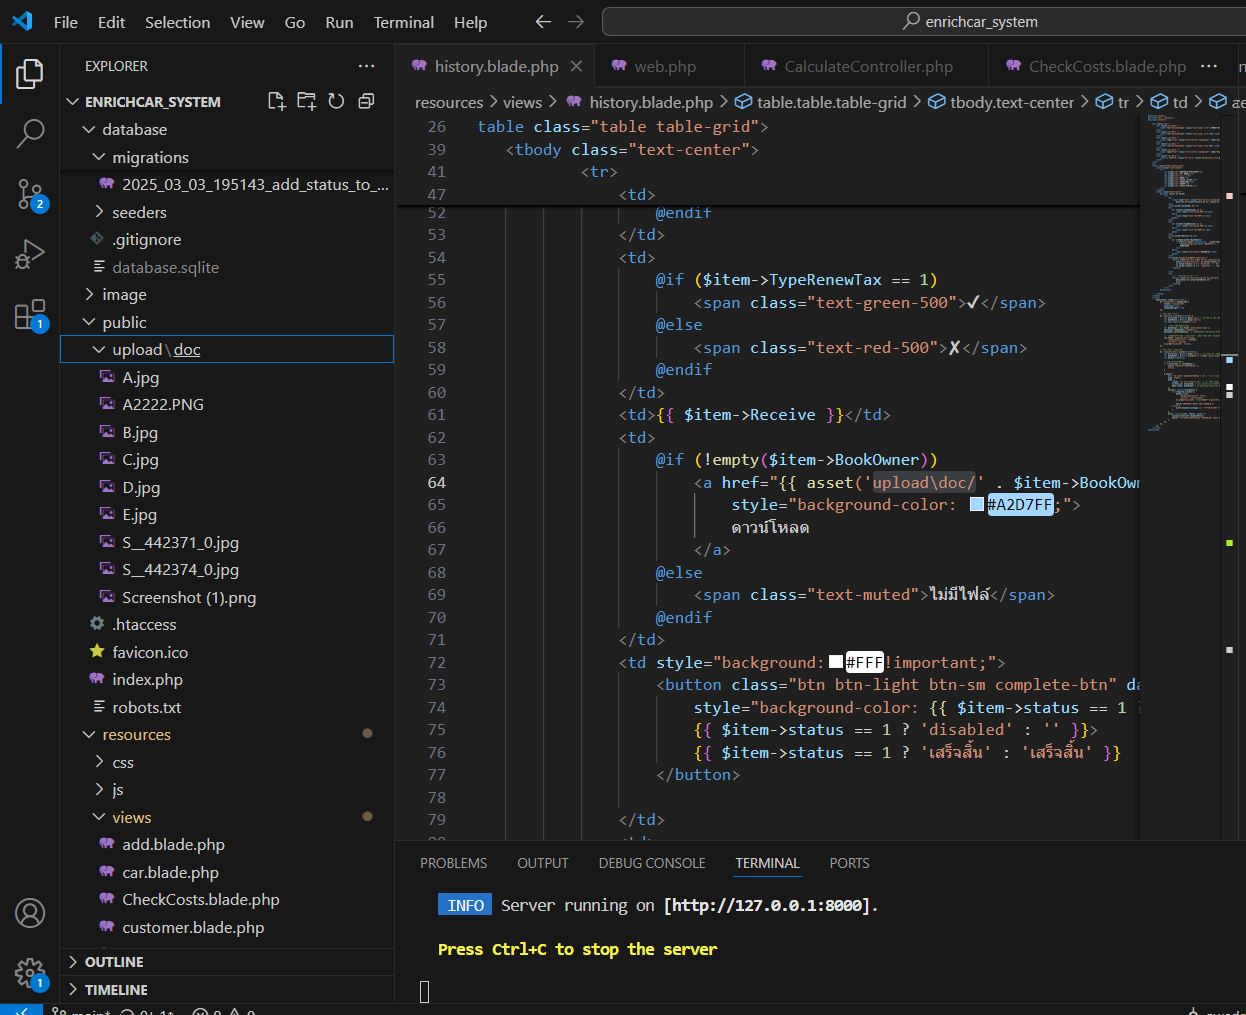 File Edit Selection View Go Run Terminal Help
enrichcar_system
EXPLORER
history.blade.php
web.php
CalculateController.php
CheckCosts.blade.php
ENRICHCAR_SYSTEM
resources > views > history.blade.php > table.table.table-grid > tbody.text-center > tr > td >
database
migrations
2025_03_03_195143_add_status_to_...
seeders
.gitignore
database.sqlite
image
public
upload\doc
A.jpg
A2222.PNG
B.jpg
C.jpg
D.jpg
E.jpg
S__442371_0.jpg
S__442374_0.jpg
Screenshot (1).png
.htaccess
favicon.ico
index.php
robots.txt
resources
css
js
views
add.blade.php
car.blade.php
CheckCosts.blade.php
customer.blade.php
OUTLINE
TIMELINE
2
1
1
26 table class="table table-grid">
39 <tbody class="text-center">
41 <tr>
47 <td>
52 @endif
53 </td>
54 <td>
55 @if ($item->TypeRenewTax == 1)
56 <span class="text-green-500">✔</span>
57 @else
58 <span class="text-red-500">✘</span>
59 @endif
60 </td>
61 <td>{{ $item->Receive }}</td>
62 <td>
63 @if (!empty($item->BookOwner))
64 <a href="{{ asset('upload\doc/' . $item->BookOwn
65 style="background-color: #A2D7FF;">
66 ดาวน์โหลด
67 </a>
68 @else
69 <span class="text-muted">ไม่มีไฟล์</span>
70 @endif
71 </td>
72 <td style="background: #FFF!important;">
73 <button class="btn btn-light btn-sm complete-btn" da
74 style="background-color: {{ $item->status == 1 ?
75 {{ $item->status == 1 ? 'disabled' : '' }}>
76 {{ $item->status == 1 ? 'เสร็จสิ้น' : 'เสร็จสิ้น' }}
77 </button>
78
79 </td>
PROBLEMS OUTPUT DEBUG CONSOLE TERMINAL PORTS
INFO Server running on [http://127.0.0.1:8000].
Press Ctrl+C to stop the server